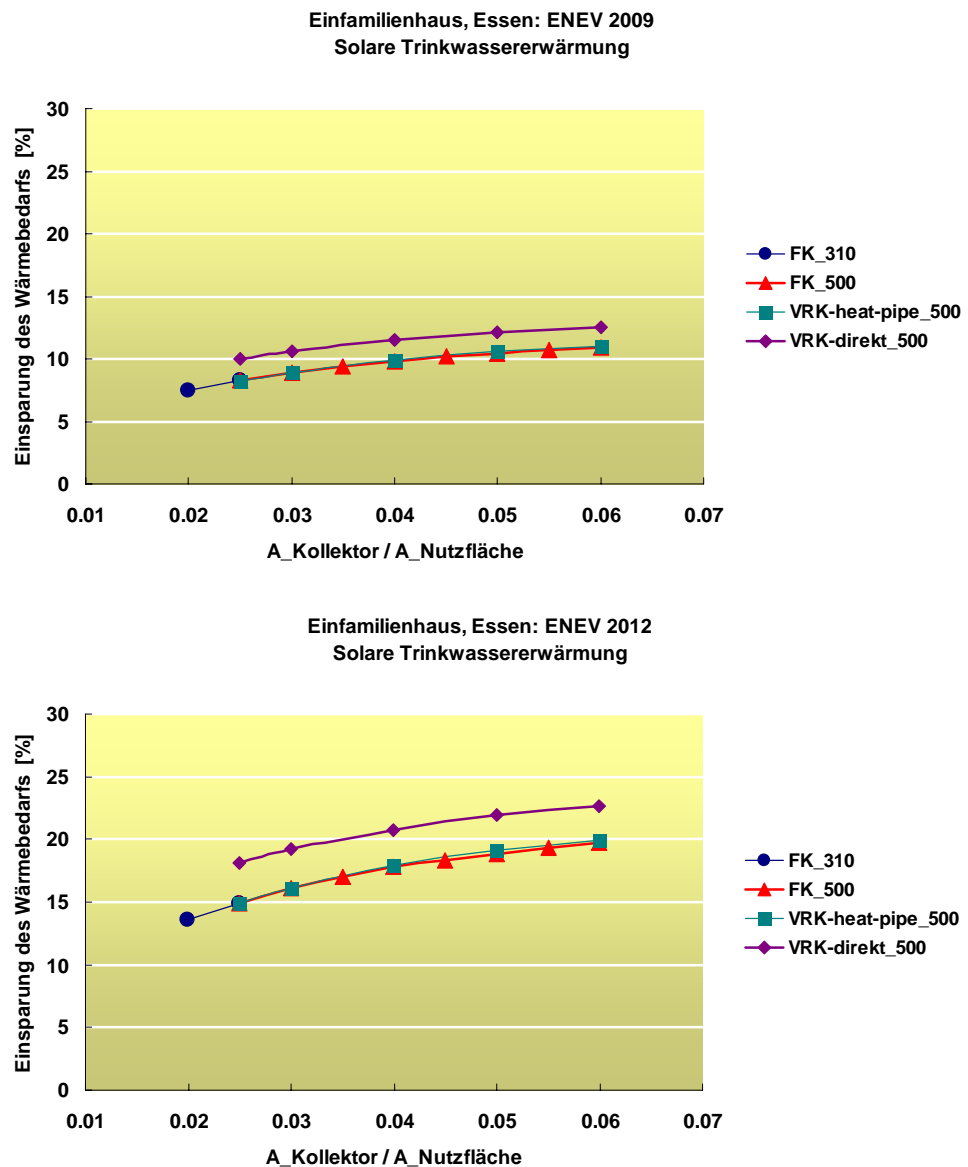 Einfamilienhaus, Essen: ENEV 2009
Solare Trinkwassererwärmung
Einsparung des Wärmebedarfs [%]
30
25
20
15
10
5
0
0.01 0.02 0.03 0.04 0.05 0.06 0.07
A_Kollektor / A_Nutzfläche
FK_310
FK_500
VRK-heat-pipe_500
VRK-direkt_500
Einfamilienhaus, Essen: ENEV 2012
Solare Trinkwassererwärmung
Einsparung des Wärmebedarfs [%]
30
25
20
15
10
5
0
0.01 0.02 0.03 0.04 0.05 0.06 0.07
A_Kollektor / A_Nutzfläche
FK_310
FK_500
VRK-heat-pipe_500
VRK-direkt_500